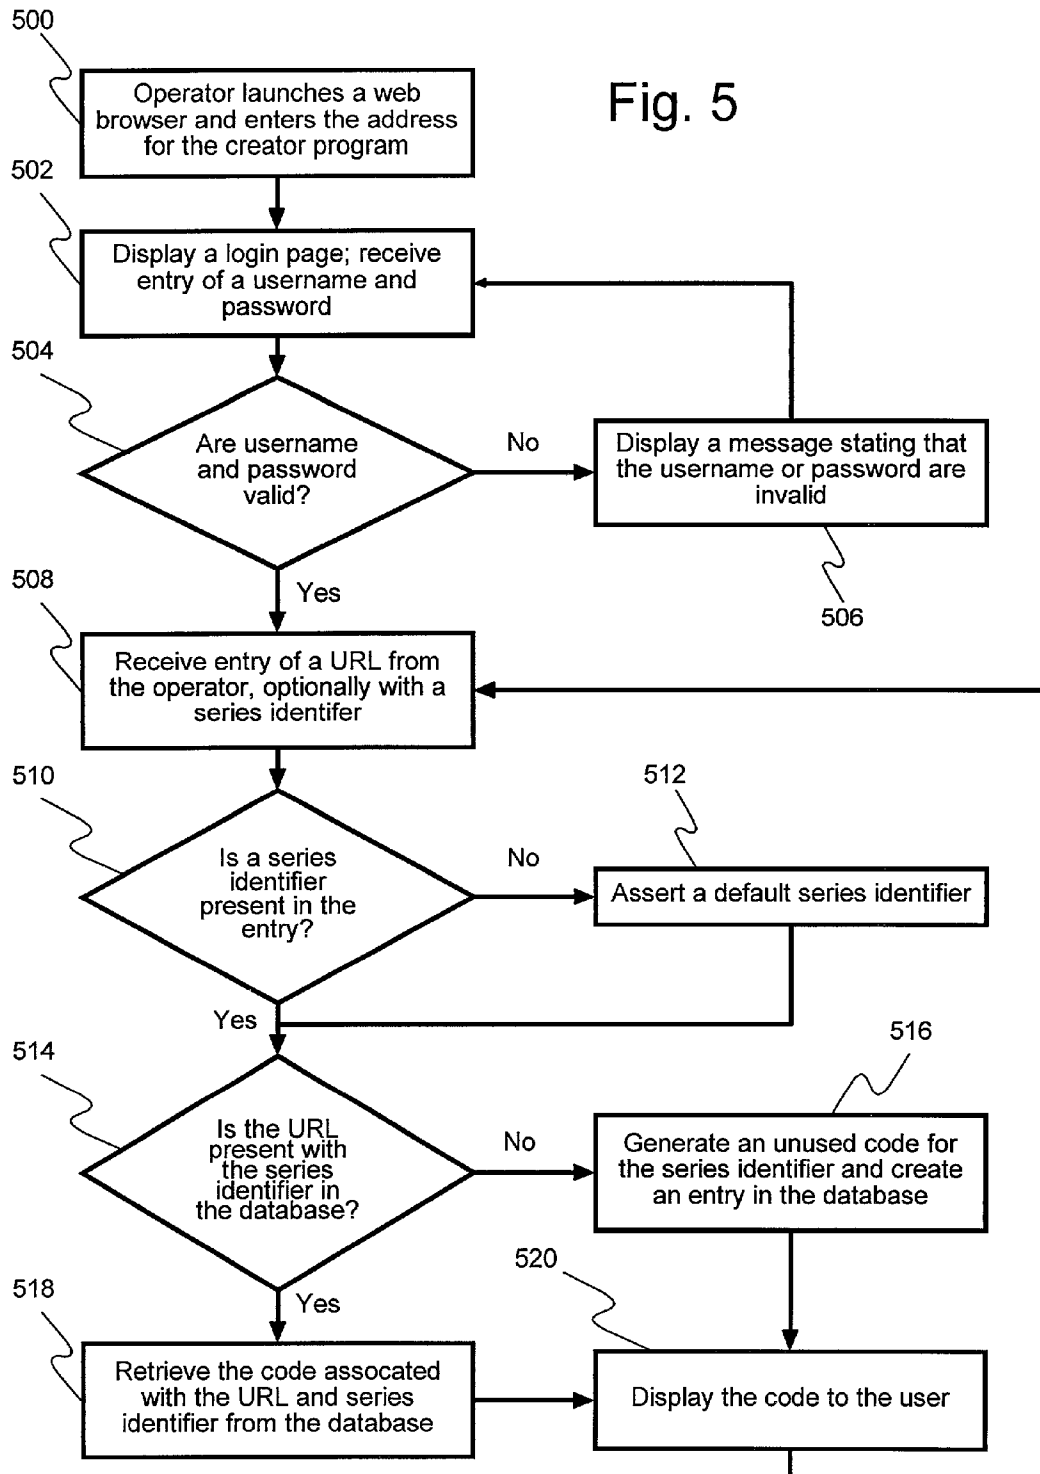 500
Fig. 5
Operator launches a web
browser and enters the address
for the creator program
502
Display a login page; receive
entry of a username and
password
504
Are username
and password
valid?
No
Display a message stating that
the username or password are
invalid
506
Yes
508
Receive entry of a URL from
the operator, optionally with a
series identifer
510
Is a series
identifier
present in the
entry?
No
512
Assert a default series identifier
Yes
514
Is the URL
present with
the series
identifier in
the database?
No
516
Generate an unused code for
the series identifier and create
an entry in the database
Yes
518
Retrieve the code assocated
with the URL and series
identifier from the database
520
Display the code to the user